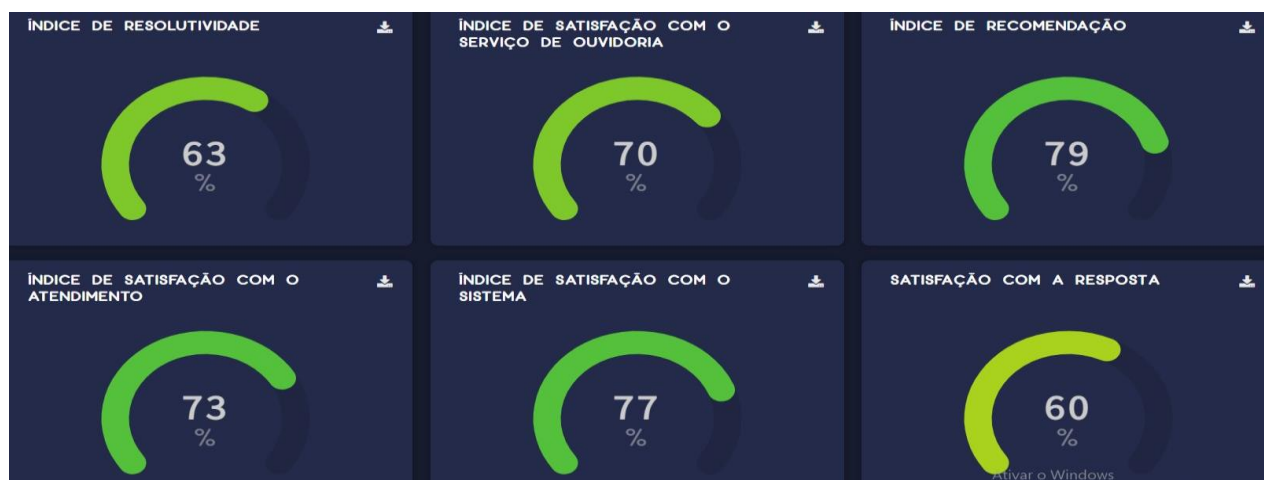 ÍNDICE DE RESOLUTIVIDADE
63
%
ÍNDICE DE SATISFAÇÃO COM O
SERVIÇO DE OUVIDORIA
70
%
ÍNDICE DE RECOMENDAÇÃO
79
%
ÍNDICE DE SATISFAÇÃO COM O
ATENDIMENTO
73
%
ÍNDICE DE SATISFAÇÃO COM O
SISTEMA
77
%
SATISFAÇÃO COM A RESPOSTA
60
%
Ativar o Windows